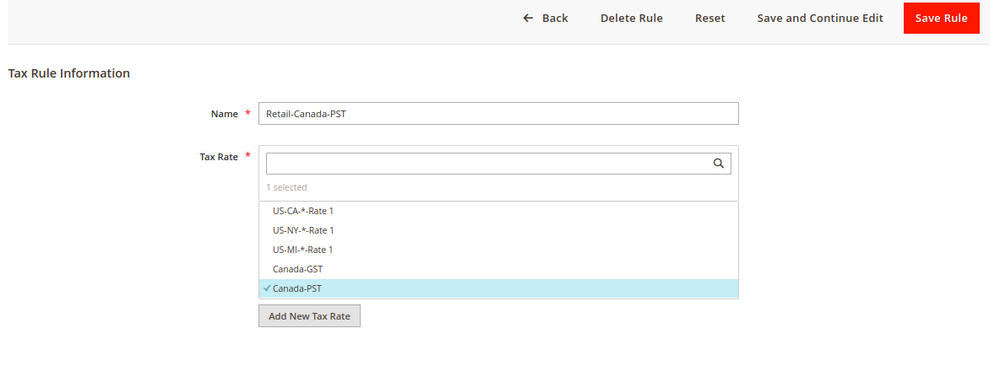 ← Back Delete Rule Reset Save and Continue Edit Save Rule
Tax Rule Information
Name * Retail-Canada-PST
Tax Rate *
1 selected
US-CA-*-Rate 1
US-NY-*-Rate 1
US-MI-*-Rate 1
Canada-GST
Canada-PST
Add New Tax Rate